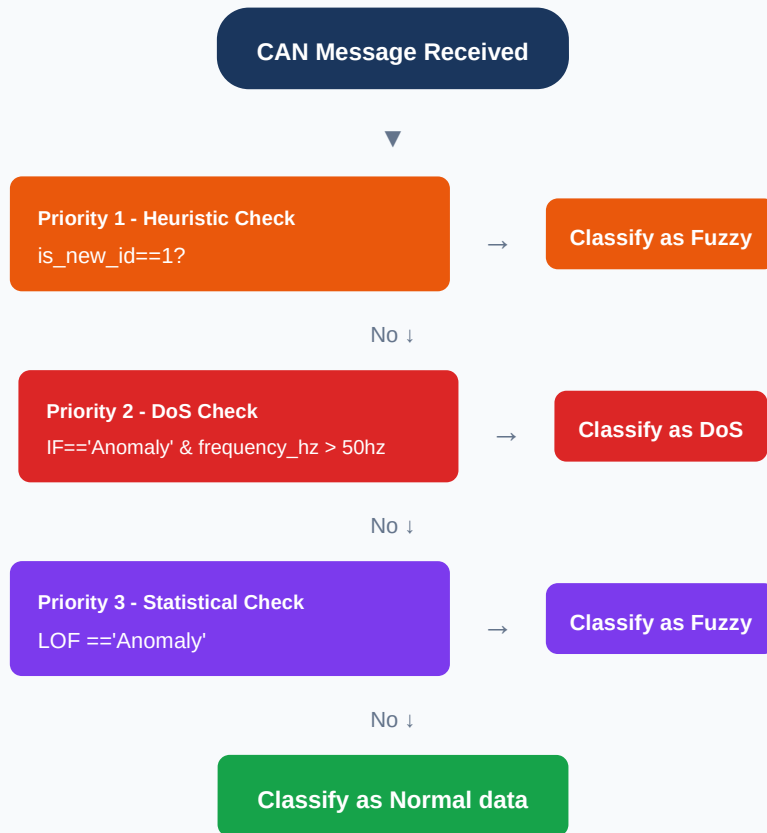 CAN Message Received
▼
Priority 1 - Heuristic Check
is_new_id==1?
→
Classify as Fuzzy
No ↓
Priority 2 - DoS Check
IF=='Anomaly' & frequency_hz > 50hz
→
Classify as DoS
No ↓
Priority 3 - Statistical Check
LOF =='Anomaly'
→
Classify as Fuzzy
No ↓
Classify as Normal data